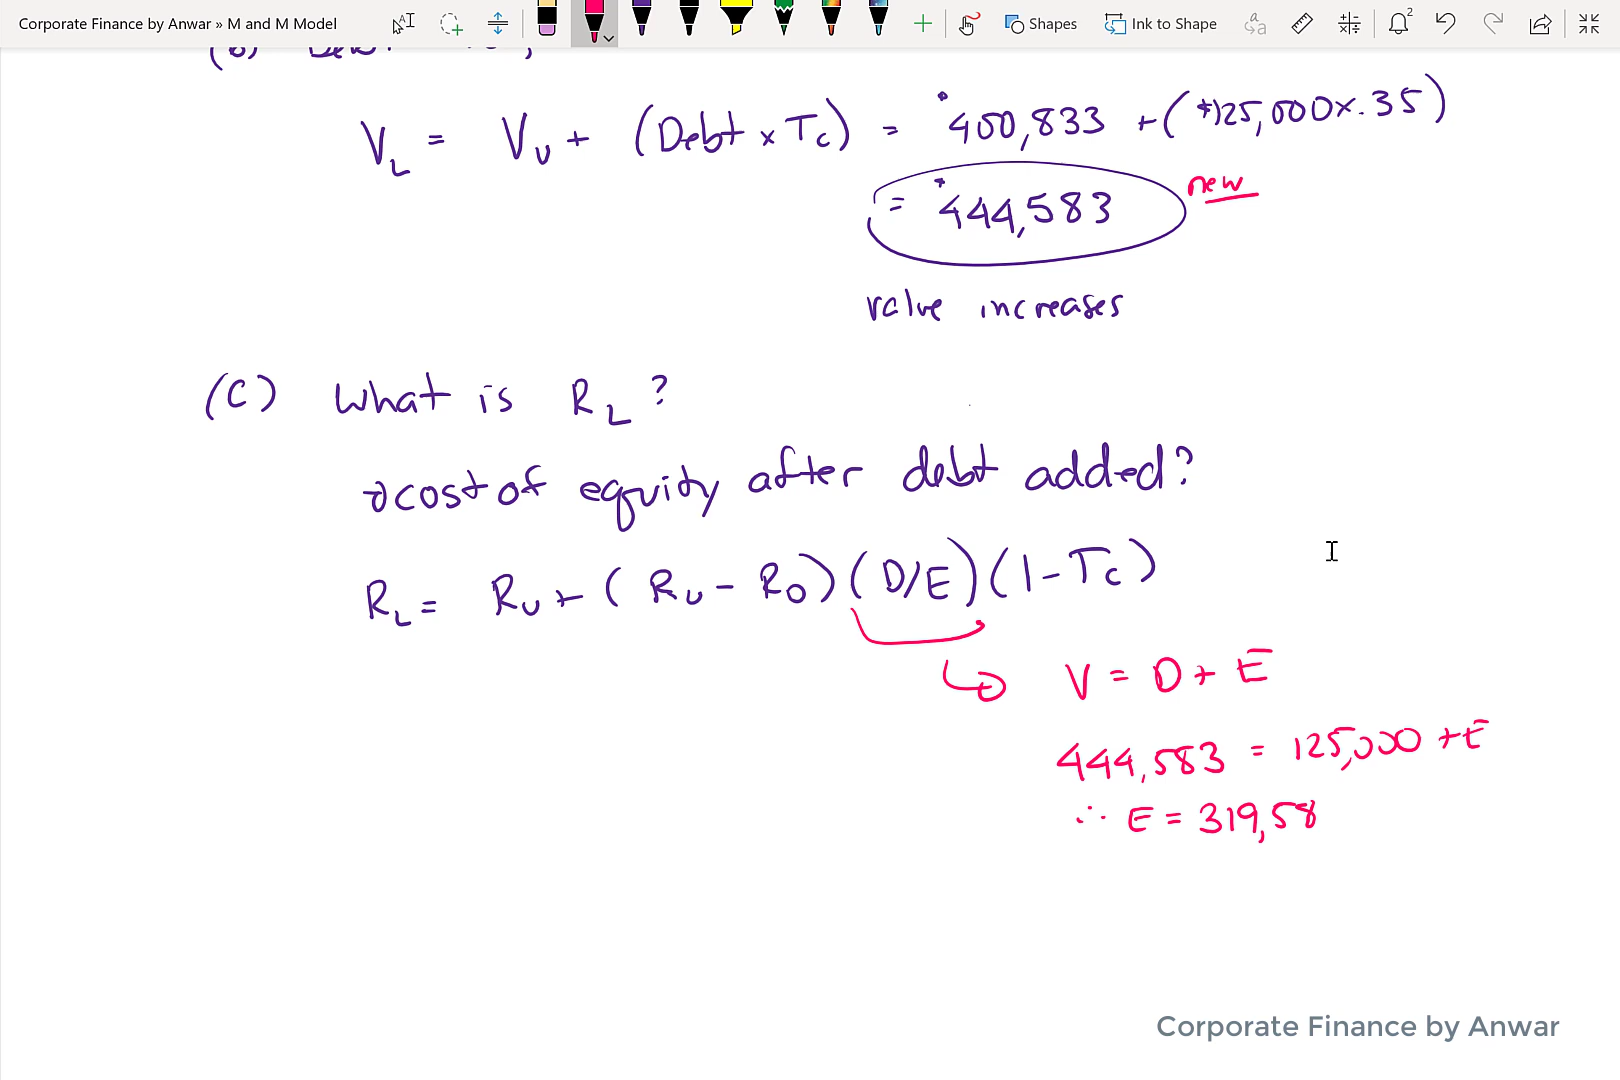 Corporate Finance by Anwar » M and M Model
Shapes
Ink to Shape
2
V_L = V_U + (Debt x T_C) = $400,833 + ($125,000 x .35)
= $444,583 new
value increases
(C) What is R_L?
cost of equity after debt added?
R_L = R_U + (R_U - R_D)(D/E)(1-T_C)
V = D + E
444,583 = 125,000 + E
∴ E = 319,58
Corporate Finance by Anwar